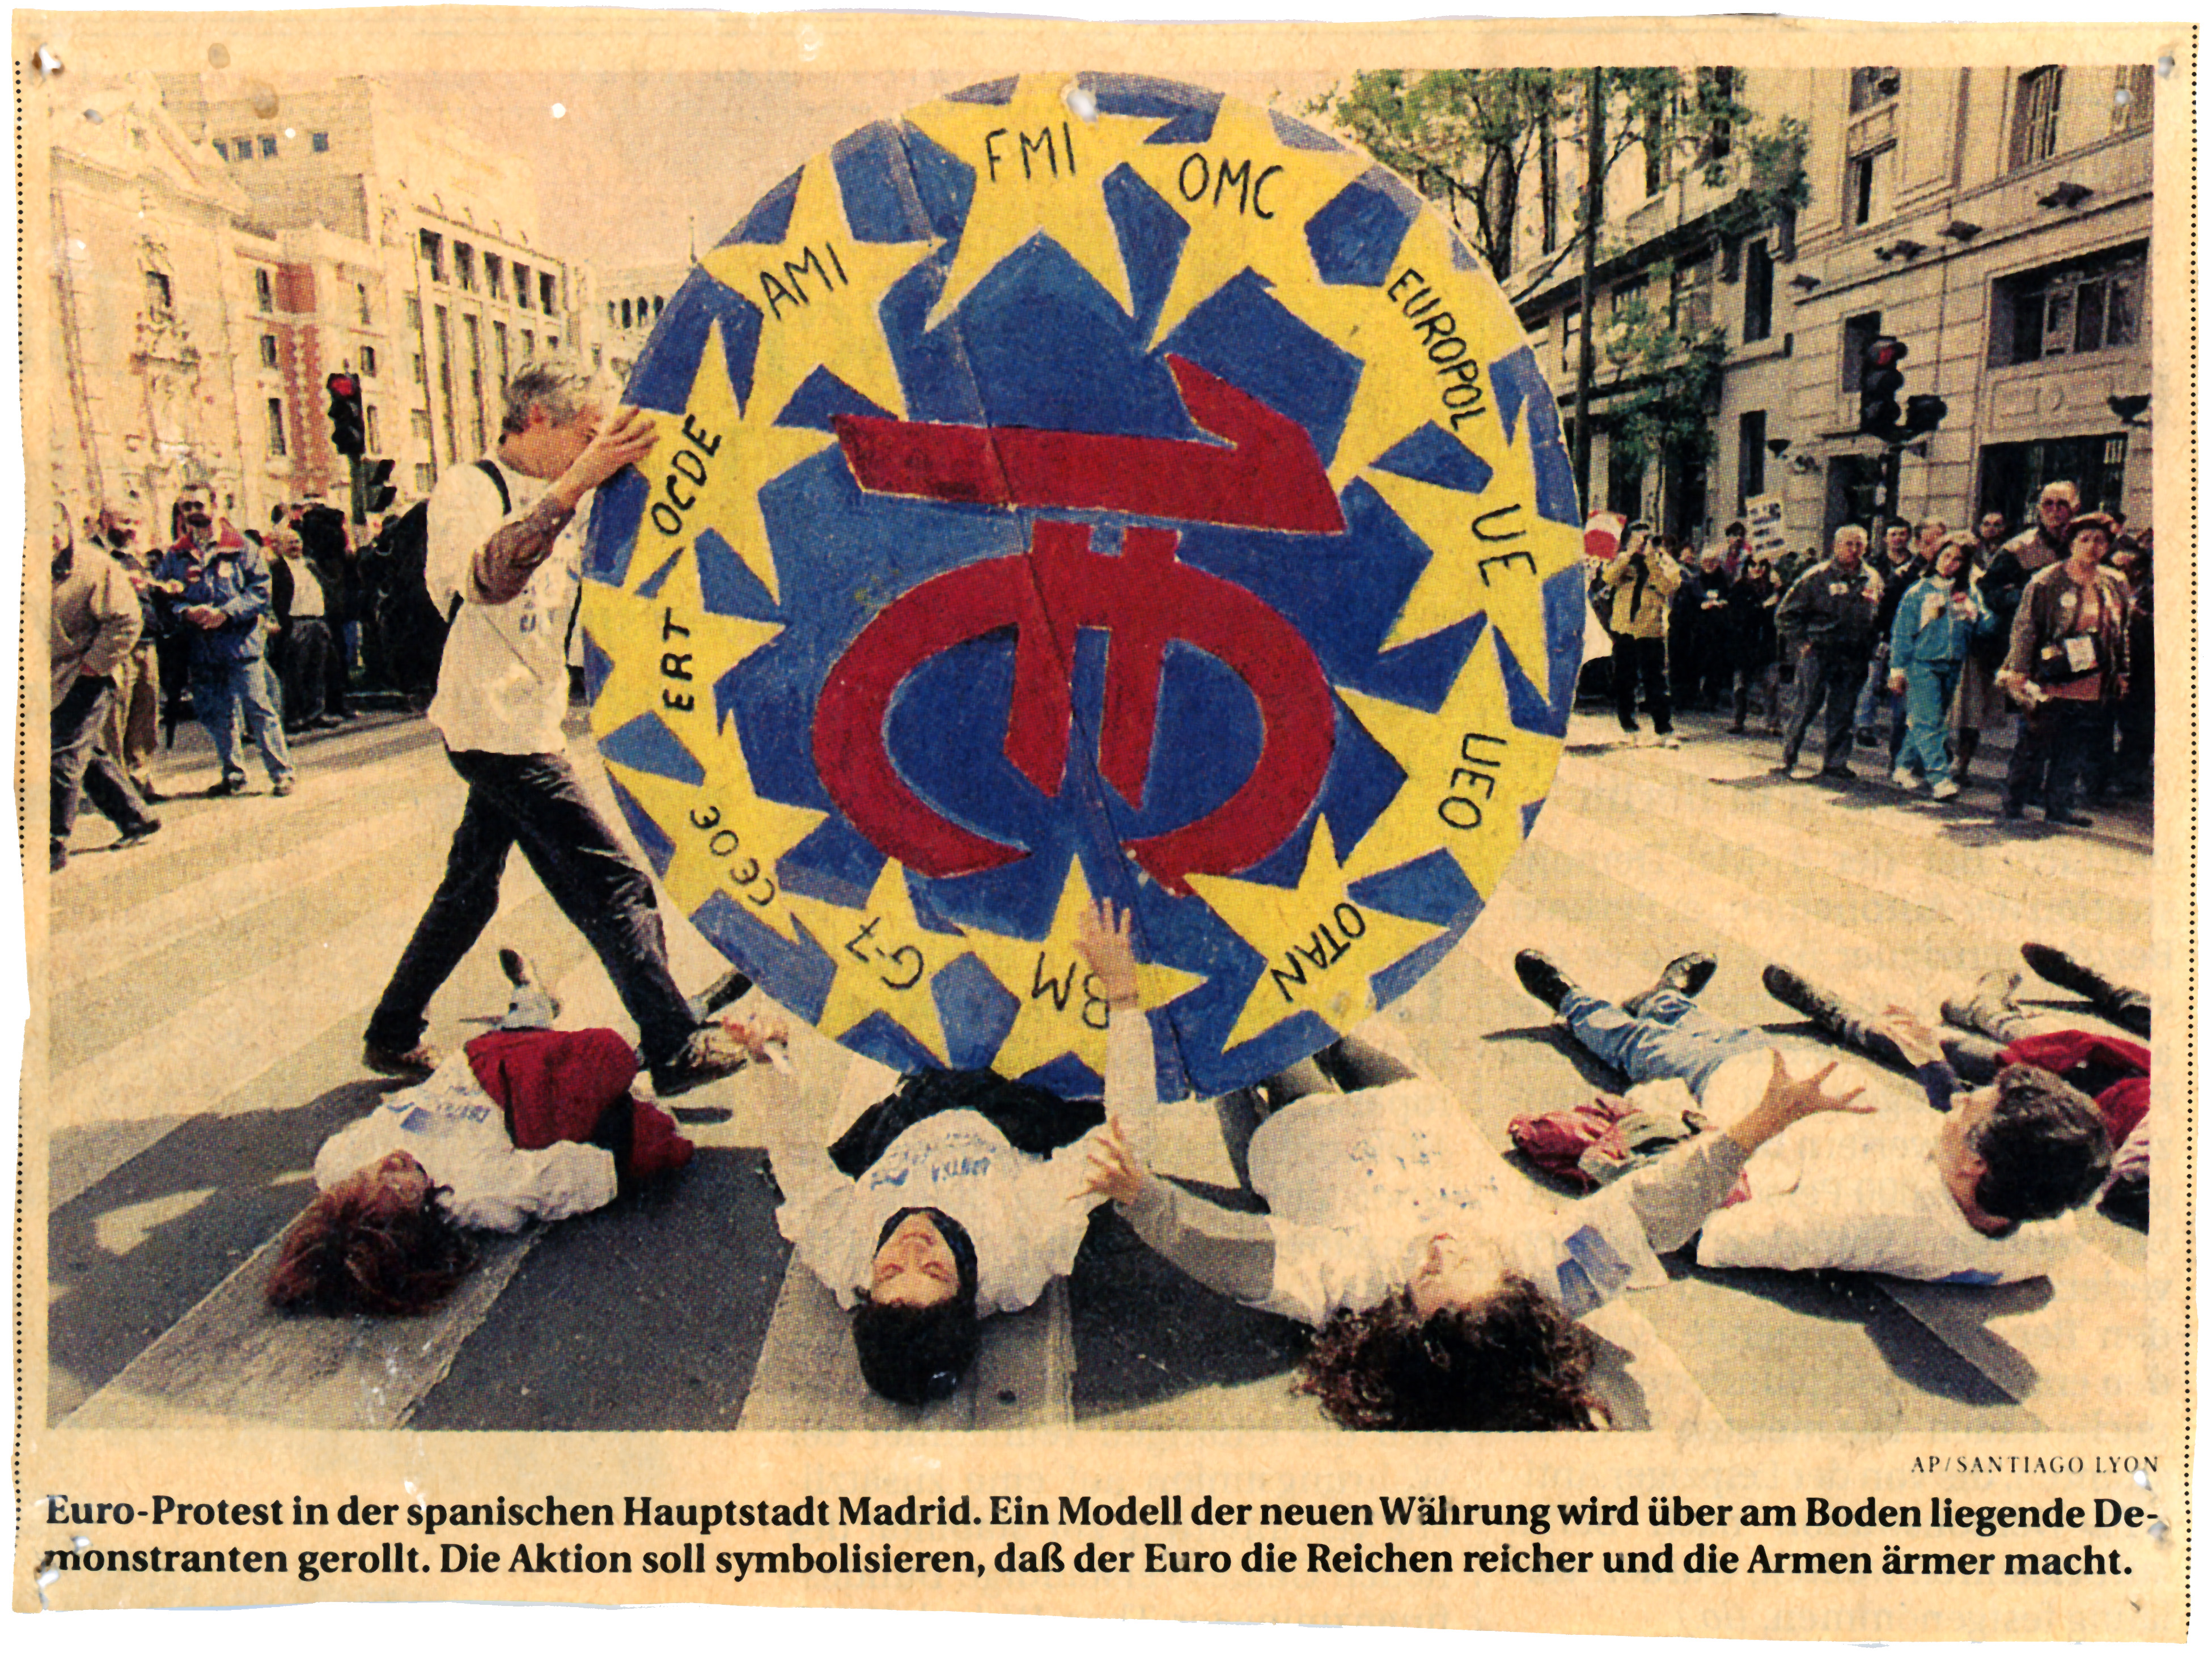 FMI
OMC
EUROPOL
UE
UEO
OTAN
BM
G-7
CEOE
ERT
OCDE
AMI
AP/SANTIAGO LYON
Euro-Protest in der spanischen Hauptstadt Madrid. Ein Modell der neuen Währung wird über am Boden liegende De-
monstranten gerollt. Die Aktion soll symbolisieren, daß der Euro die Reichen reicher und die Armen ärmer macht.